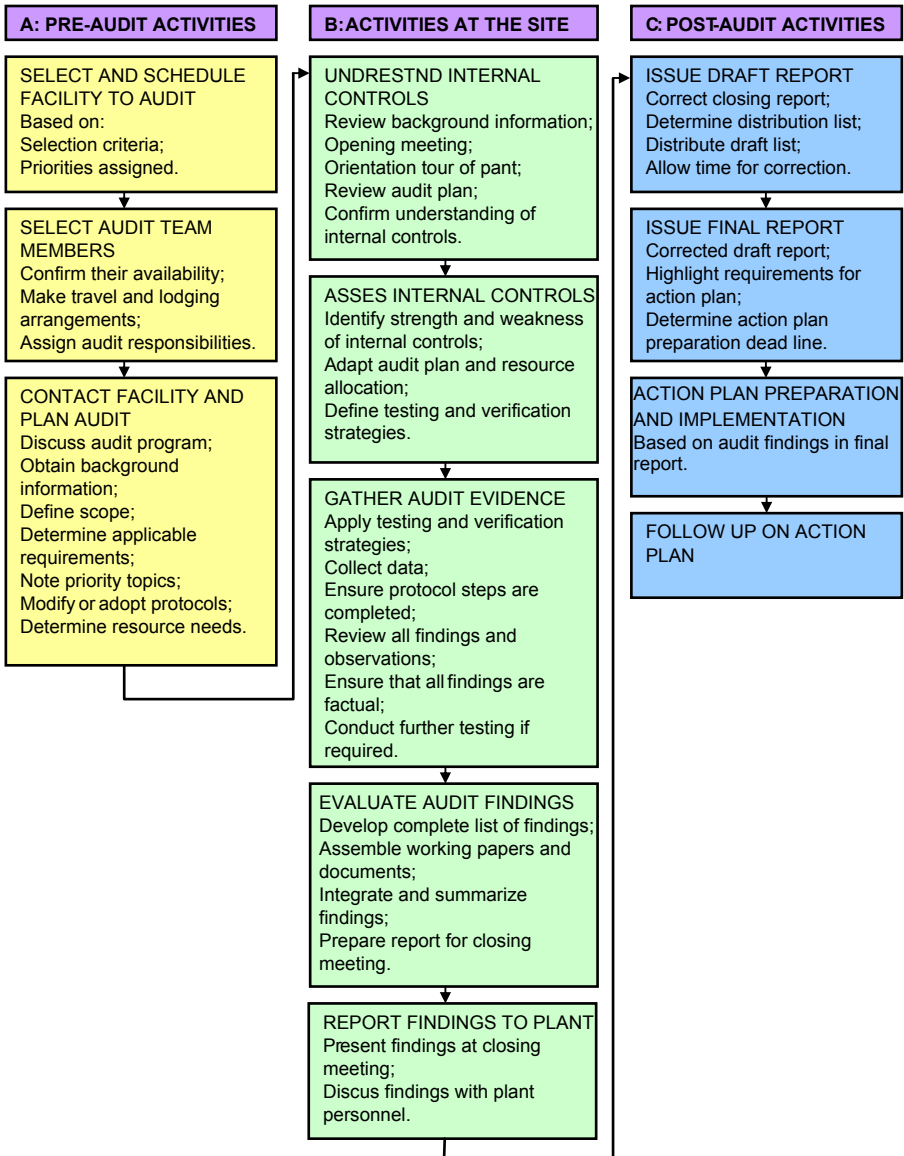 A: PRE-AUDIT ACTIVITIES
SELECT AND SCHEDULE
FACILITY TO AUDIT
Based on:
Selection criteria;
Priorities assigned.
SELECT AUDIT TEAM
MEMBERS
Confirm their availability;
Make travel and lodging
arrangements;
Assign audit responsibilities.
CONTACT FACILITY AND
PLAN AUDIT
Discuss audit program;
Obtain background
information;
Define scope;
Determine applicable
requirements;
Note priority topics;
Modify or adopt protocols;
Determine resource needs.
B:ACTIVITIES AT THE SITE
UNDRESTND INTERNAL
CONTROLS
Review background information;
Opening meeting;
Orientation tour of pant;
Review audit plan;
Confirm understanding of
internal controls.
ASSES INTERNAL CONTROLS
Identify strength and weakness
of internal controls;
Adapt audit plan and resource
allocation;
Define testing and verification
strategies.
GATHER AUDIT EVIDENCE
Apply testing and verification
strategies;
Collect data;
Ensure protocol steps are
completed;
Review all findings and
observations;
Ensure that all findings are
factual;
Conduct further testing if
required.
EVALUATE AUDIT FINDINGS
Develop complete list of findings;
Assemble working papers and
documents;
Integrate and summarize
findings;
Prepare report for closing
meeting.
REPORT FINDINGS TO PLANT
Present findings at closing
meeting;
Discus findings with plant
personnel.
C: POST-AUDIT ACTIVITIES
ISSUE DRAFT REPORT
Correct closing report;
Determine distribution list;
Distribute draft list;
Allow time for correction.
ISSUE FINAL REPORT
Corrected draft report;
Highlight requirements for
action plan;
Determine action plan
preparation dead line.
ACTION PLAN PREPARATION
AND IMPLEMENTATION
Based on audit findings in final
report.
FOLLOW UP ON ACTION
PLAN